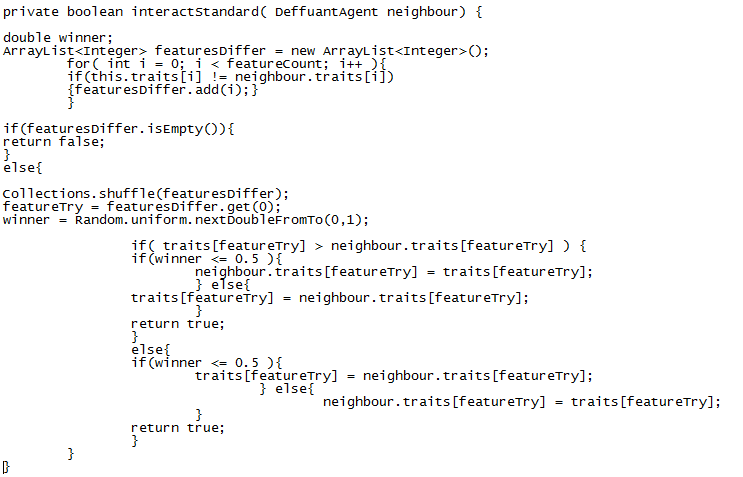 private boolean interactStandard( DeffuantAgent neighbour) {
double winner;
ArrayList<Integer> featuresDiffer = new ArrayList<Integer>();
for( int i = 0; i < featureCount; i++ ){
if(this.traits[i] != neighbour.traits[i])
{featuresDiffer.add(i);}
}
if(featuresDiffer.isEmpty()){
return false;
}
else{
Collections.shuffle(featuresDiffer);
featureTry = featuresDiffer.get(0);
winner = Random.uniform.nextDoubleFromTo(0,1);
if( traits[featureTry] > neighbour.traits[featureTry] ) {
if(winner <= 0.5 ){
neighbour.traits[featureTry] = traits[featureTry];
} else{
traits[featureTry] = neighbour.traits[featureTry];
}
return true;
}
else{
if(winner <= 0.5 ){
traits[featureTry] = neighbour.traits[featureTry];
} else{
neighbour.traits[featureTry] = traits[featureTry];
}
return true;
}
}
}